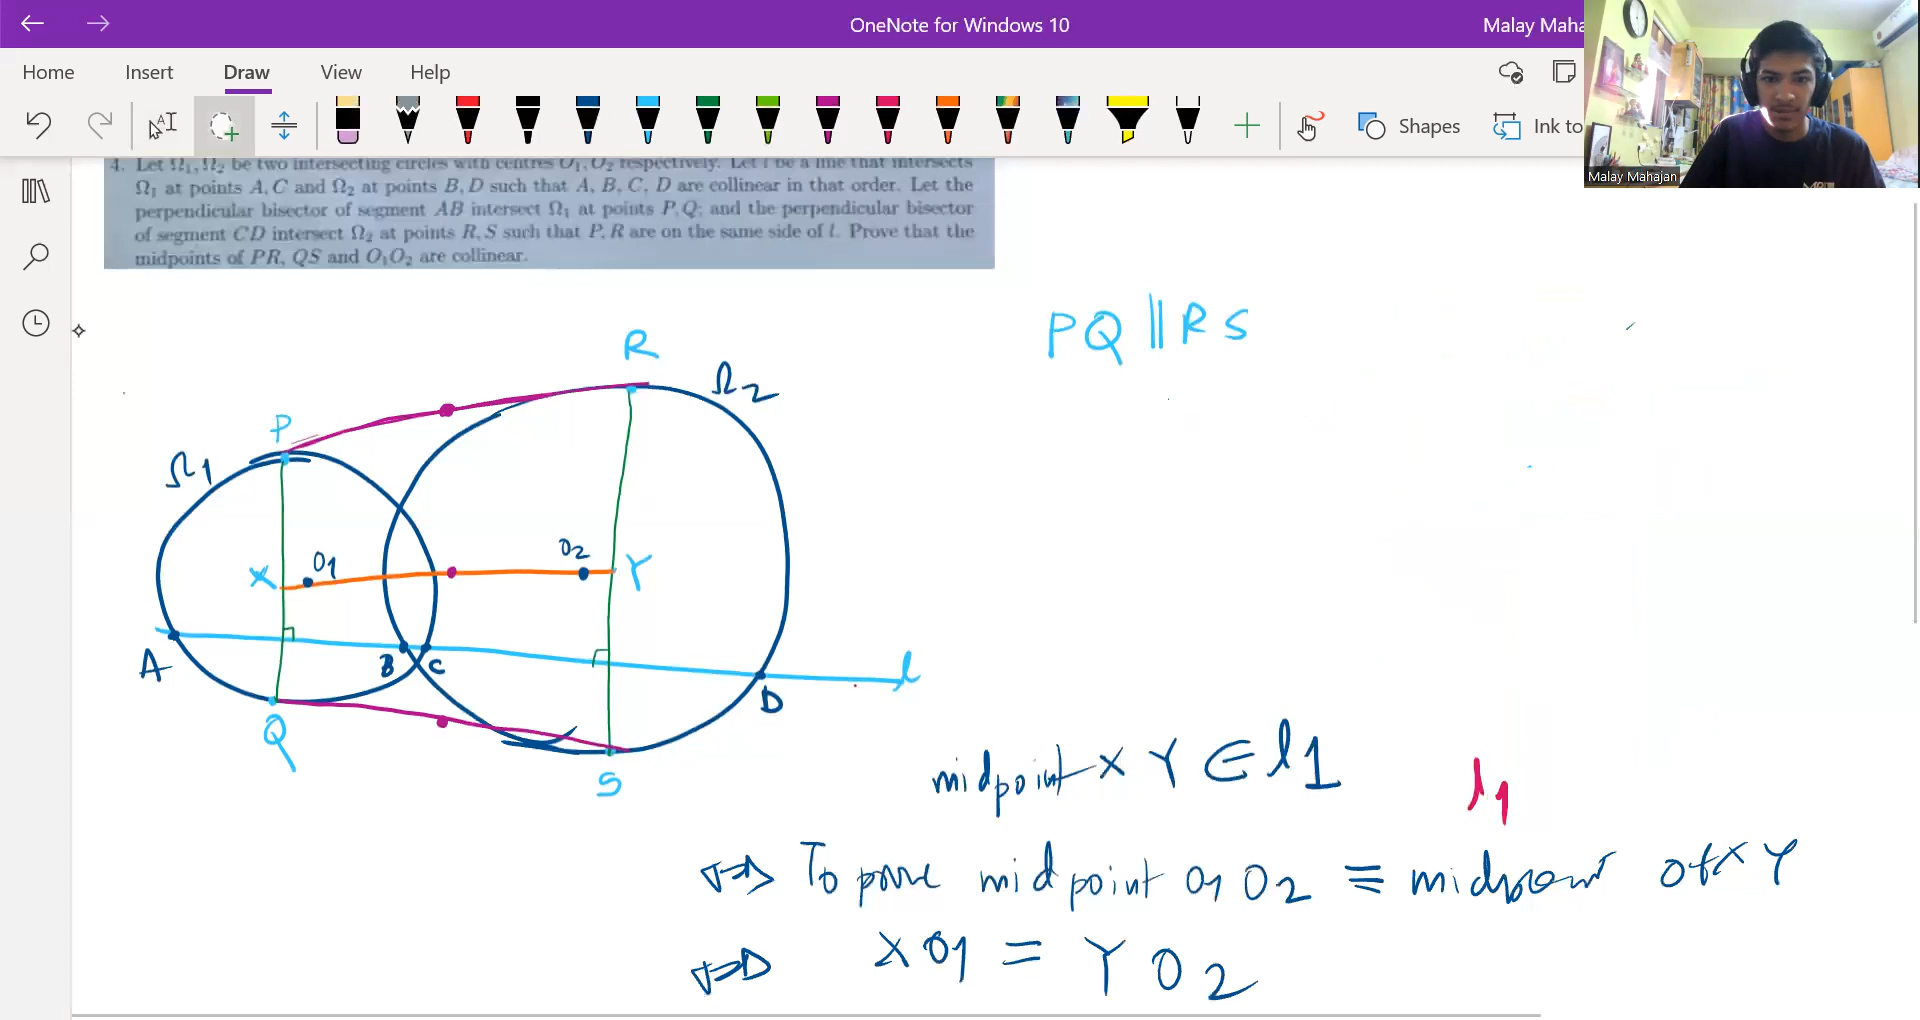 OneNote for Windows 10
Malay Maha
Home Insert Draw View Help
Shapes
Ink to
Malay Mahajan
4. Let Ω₁, Ω₂ be two intersecting circles with centres O₁, O₂ respectively. Let l be a line that intersects
Ω₁ at points A, C and Ω₂ at points B, D such that A, B, C, D are collinear in that order. Let the
perpendicular bisector of segment AB intersect Ω₁ at points P, Q; and the perpendicular bisector
of segment CD intersect Ω₂ at points R, S such that P, R are on the same side of l. Prove that the
midpoints of PR, QS and O₁O₂ are collinear.
PQ || RS
R
Ω2
P
Ω1
X
O1
O2
Y
A
B
C
l
D
Q
S
midpoint X Y ∈ l1
l1
⇔ To prove midpoint O1 O2 ≡ of X Y
⇔ XO1 = YO2